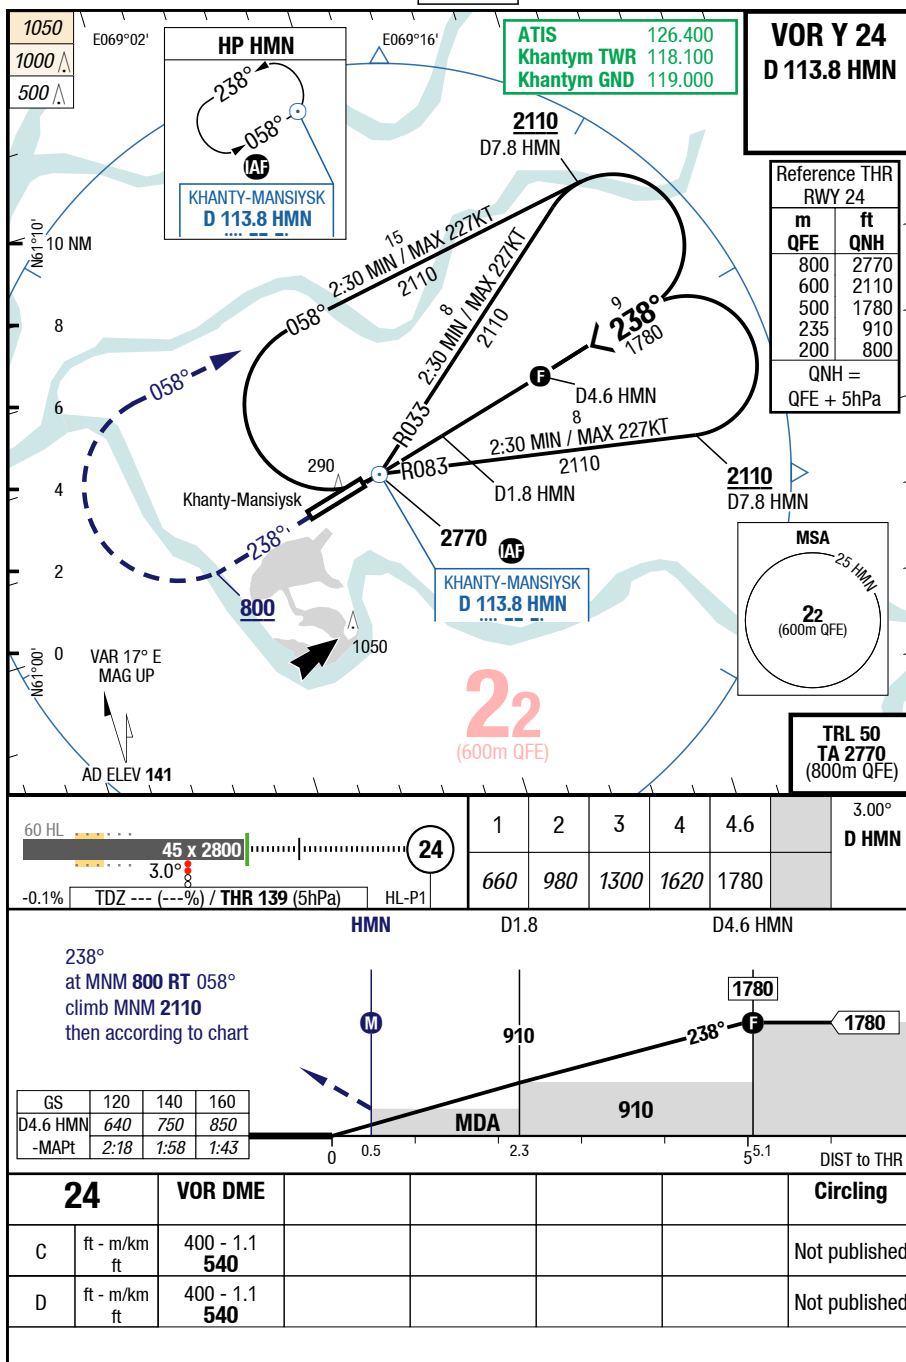 1050
1000
500
E069°02'
E069°16'
HP HMN
238°
058°
IAF
KHANTY-MANSIYSK
D 113.8 HMN
ATIS 126.400
Khantym TWR 118.100
Khantym GND 119.000
VOR Y 24
D 113.8 HMN
Reference THR
RWY 24
m ft
QFE QNH
800 2770
600 2110
500 1780
235 910
200 800
QNH =
QFE + 5hPa
2110
D7.8 HMN
N61°10'
10 NM
8
6
4
2
0
N61°00'
15
2:30 MIN / MAX 227KT
2110
058°
8
2:30 MIN / MAX 227KT
2110
R033
9
238°
1780
F
D4.6 HMN
8
2:30 MIN / MAX 227KT
2110
R083
D1.8 HMN
2110
D7.8 HMN
058°
290
Khanty-Mansiysk
238°
800
2770
IAF
KHANTY-MANSIYSK
D 113.8 HMN
1050
MSA
25 HMN
22
(600m QFE)
22
(600m QFE)
VAR 17° E
MAG UP
AD ELEV 141
TRL 50
TA 2770
(800m QFE)
60 HL
45 x 2800
24
3.0°
-0.1%
TDZ --- (---%) / THR 139 (5hPa)
HL-P1
1 2 3 4 4.6
660 980 1300 1620 1780
3.00°
D HMN
HMN
D1.8
D4.6 HMN
238°
at MNM 800 RT 058°
climb MNM 2110
then according to chart
M
910
238°
1780
F
1780
MDA
910
GS 120 140 160
D4.6 HMN 640 750 850
-MAPt 2:18 1:58 1:43
0 0.5 2.3 5 5.1
DIST to THR
24 VOR DME Circling
C ft - m/km 400 - 1.1 Not published
ft 540
D ft - m/km 400 - 1.1 Not published
ft 540